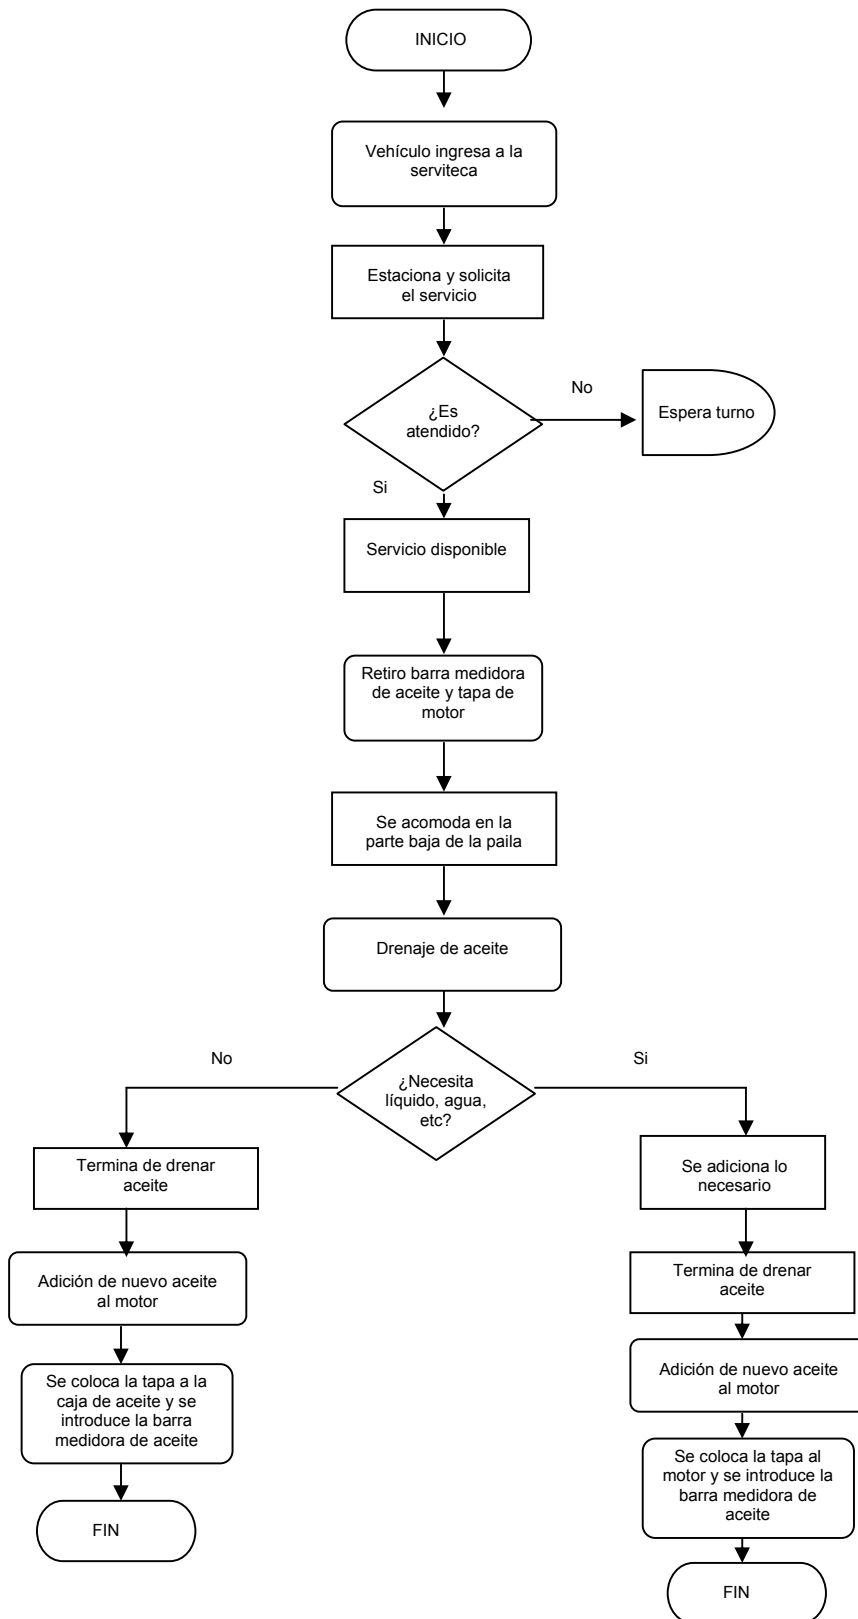 INICIO
Vehículo ingresa a la
serviteca
Estaciona y solicita
el servicio
¿Es
atendido?
No
Espera turno
Si
Servicio disponible
Retiro barra medidora
de aceite y tapa de
motor
Se acomoda en la
parte baja de la paila
Drenaje de aceite
¿Necesita
líquido, agua,
etc?
No
Termina de drenar
aceite
Adición de nuevo aceite
al motor
Se coloca la tapa a la
caja de aceite y se
introduce la barra
medidora de aceite
FIN
Si
Se adiciona lo
necesario
Termina de drenar
aceite
Adición de nuevo aceite
al motor
Se coloca la tapa al
motor y se introduce la
barra medidora de
aceite
FIN